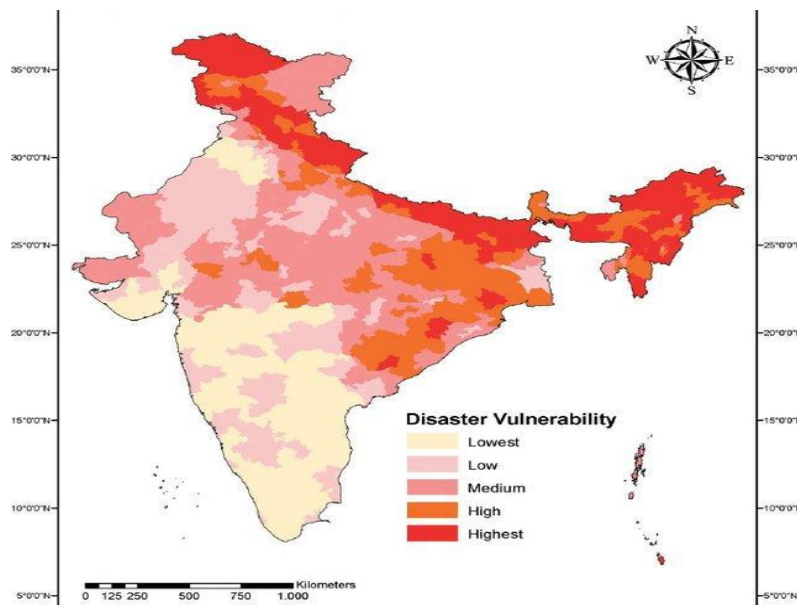 N
W E
S
35°0'0"N 35°0'0"N
30°0'0"N 30°0'0"N
25°0'0"N 25°0'0"N
20°0'0"N 20°0'0"N
15°0'0"N 15°0'0"N
10°0'0"N 10°0'0"N
5°0'0"N 5°0'0"N
Disaster Vulnerability
Lowest
Low
Medium
High
Highest
Kilometers
0 125 250 500 750 1.000